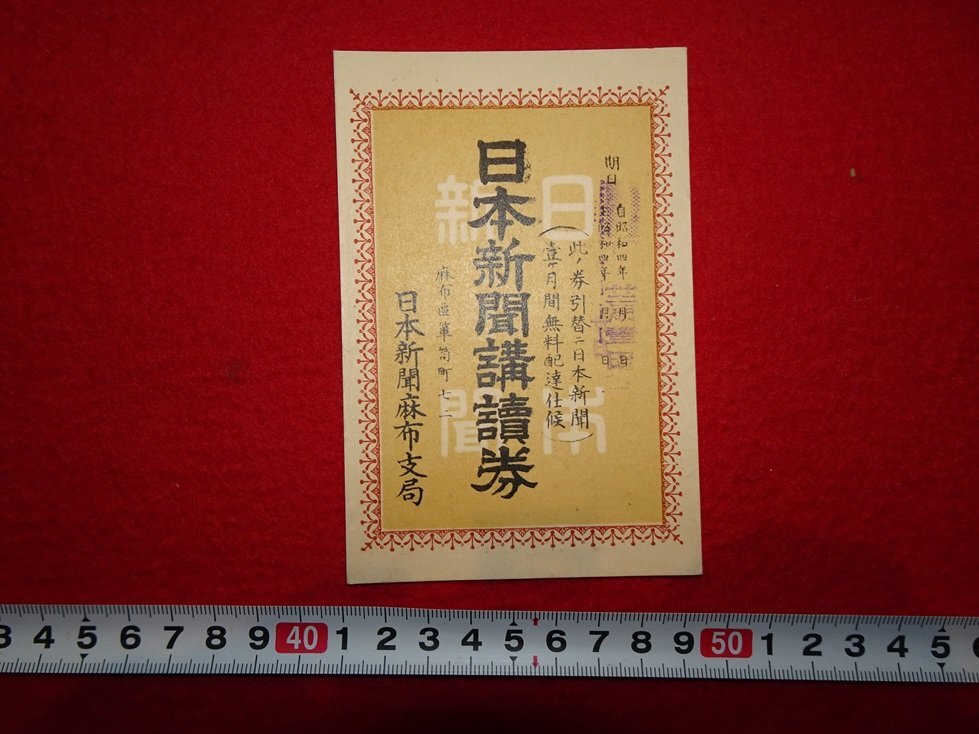 期日
自昭和四年 月 日
昭和四年 月 日
(此ノ券引替ニ日本新聞
壹ヶ月間無料配達仕候)
日本新聞講讀券
日本
新聞
麻布區簞笥町七一
日本新聞麻布支局
3 4 5 6 7 8 9 40 1 2 3 4 5 6 7 8 9 50 1 2 3 4 5 6